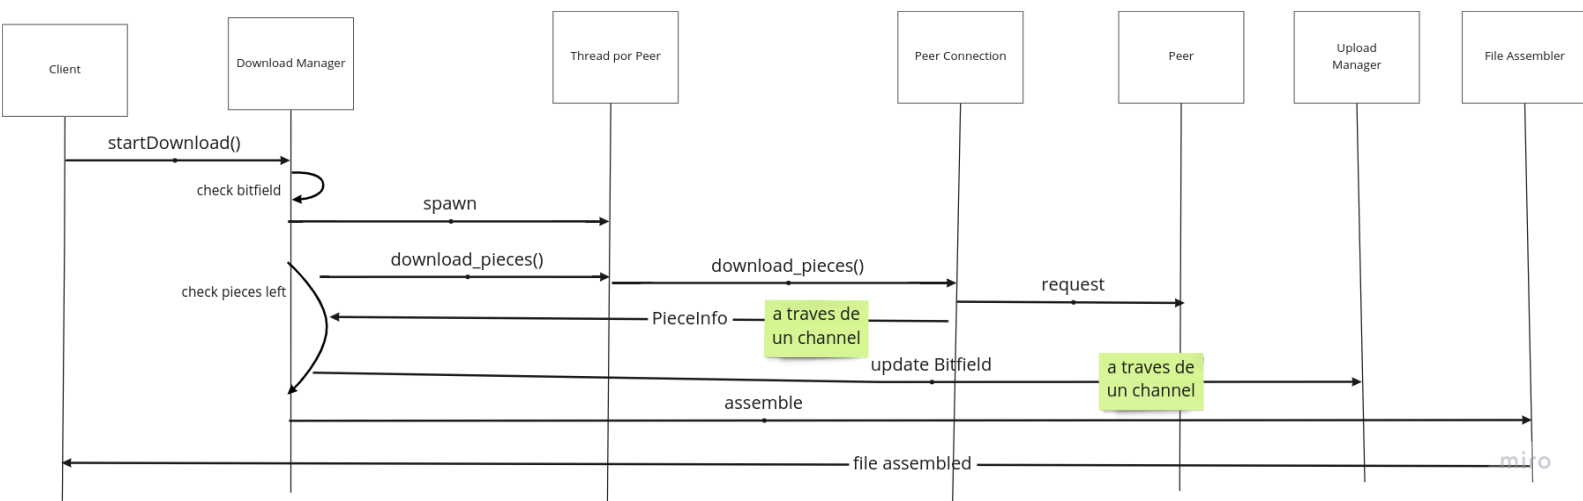 Client
Download Manager
Thread por Peer
Peer Connection
Peer
Upload
Manager
File Assembler
startDownload()
check bitfield
spawn
download_pieces()
download_pieces()
request
check pieces left
PieceInfo
a traves de
un channel
update Bitfield
a traves de
un channel
assemble
file assembled
miro